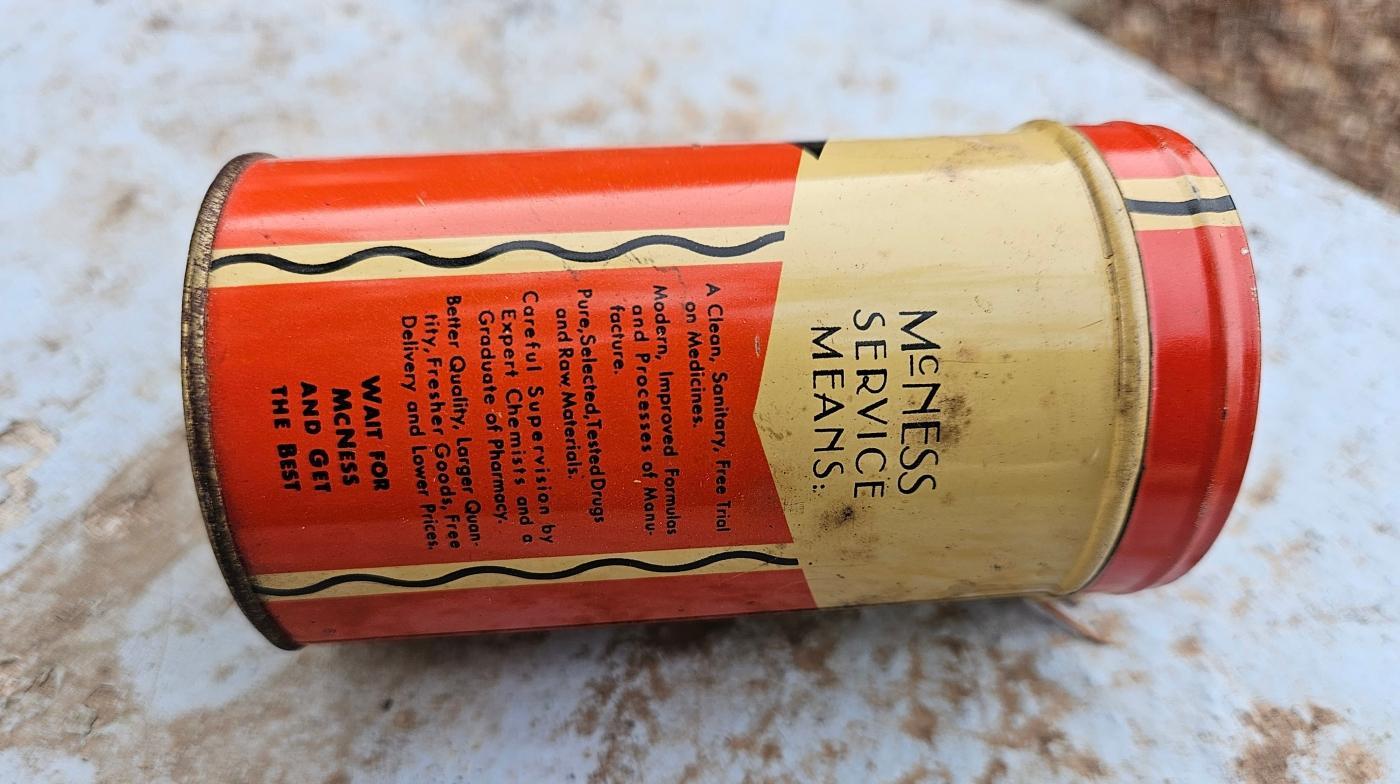 McNESS
SERVICE
MEANS:
A Clean, Sanitary, Free Trial
on Medicines.
Modern, Improved Formulas
and Processes of Manu-
facture.
Pure, Selected, Tested Drugs
and Raw Materials.
Careful Supervision by
Expert Chemists and a
Graduate of Pharmacy.
Better Quality, Larger Quan-
tity, Fresher Goods, Free
Delivery and Lower Prices.
WAIT FOR
McNESS
AND GET
THE BEST